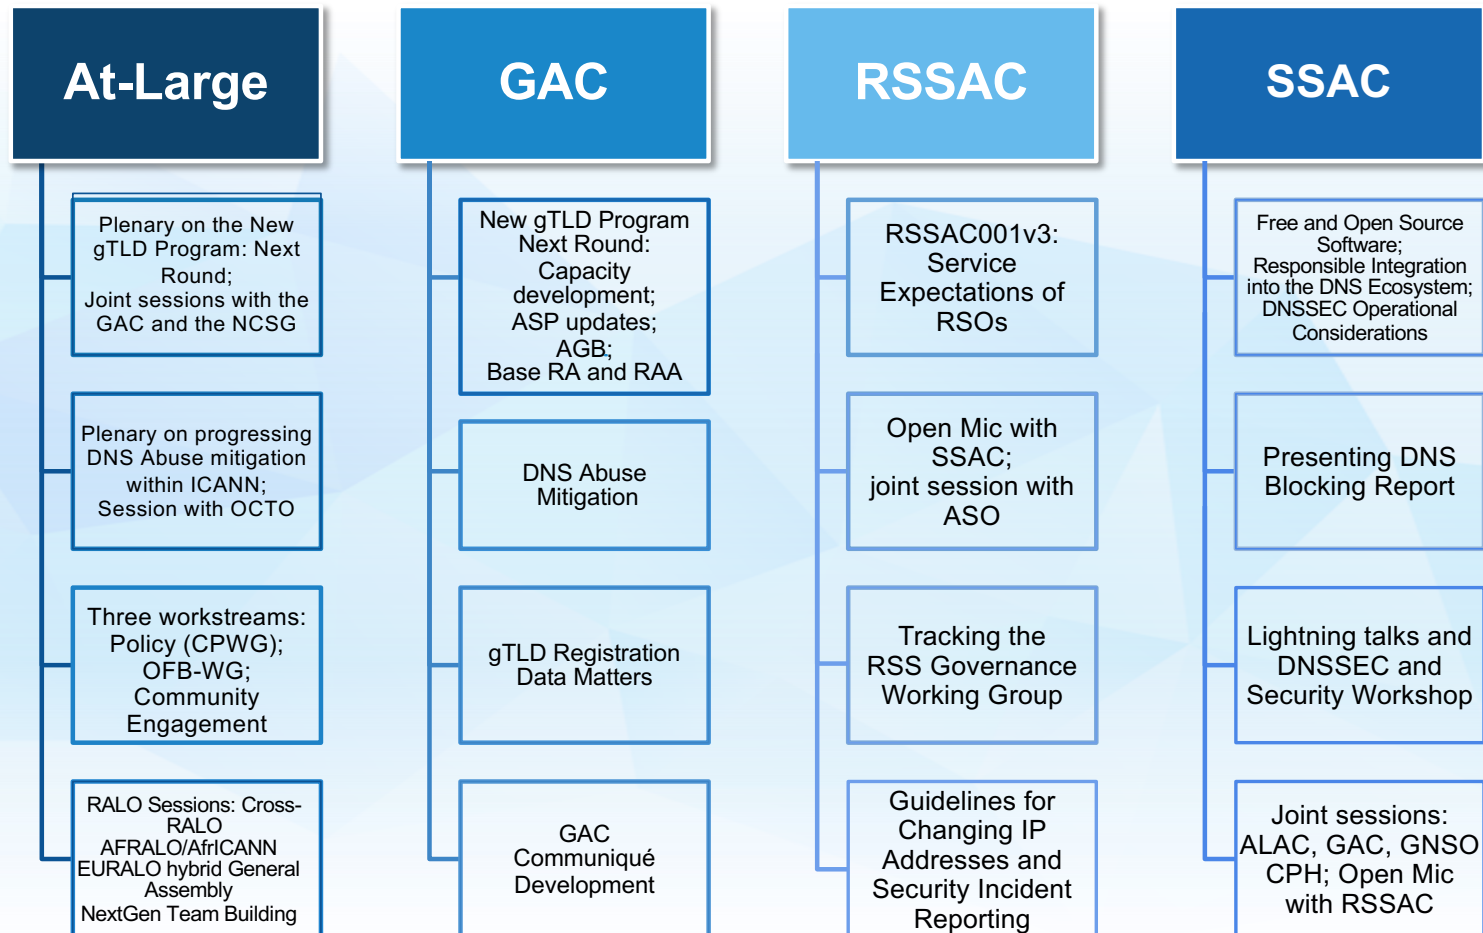 At-Large
Plenary on the New
gTLD Program: Next
Round;
Joint sessions with the
GAC and the NCSG
Plenary on progressing
DNS Abuse mitigation
within ICANN;
Session with OCTO
Three workstreams:
Policy (CPWG);
OFB-WG;
Community
Engagement
RALO Sessions: Cross-
RALO
AFRALO/AfrICANN
EURALO hybrid General
Assembly
NextGen Team Building
GAC
New gTLD Program
Next Round:
Capacity
development;
ASP updates;
AGB;
Base RA and RAA
DNS Abuse
Mitigation
gTLD Registration
Data Matters
GAC
Communiqué
Development
RSSAC
RSSAC001v3:
Service
Expectations of
RSOs
Open Mic with
SSAC;
joint session with
ASO
Tracking the
RSS Governance
Working Group
Guidelines for
Changing IP
Addresses and
Security Incident
Reporting
SSAC
Free and Open Source
Software;
Responsible Integration
into the DNS Ecosystem;
DNSSEC Operational
Considerations
Presenting DNS
Blocking Report
Lightning talks and
DNSSEC and
Security Workshop
Joint sessions:
ALAC, GAC, GNSO
CPH; Open Mic
with RSSAC